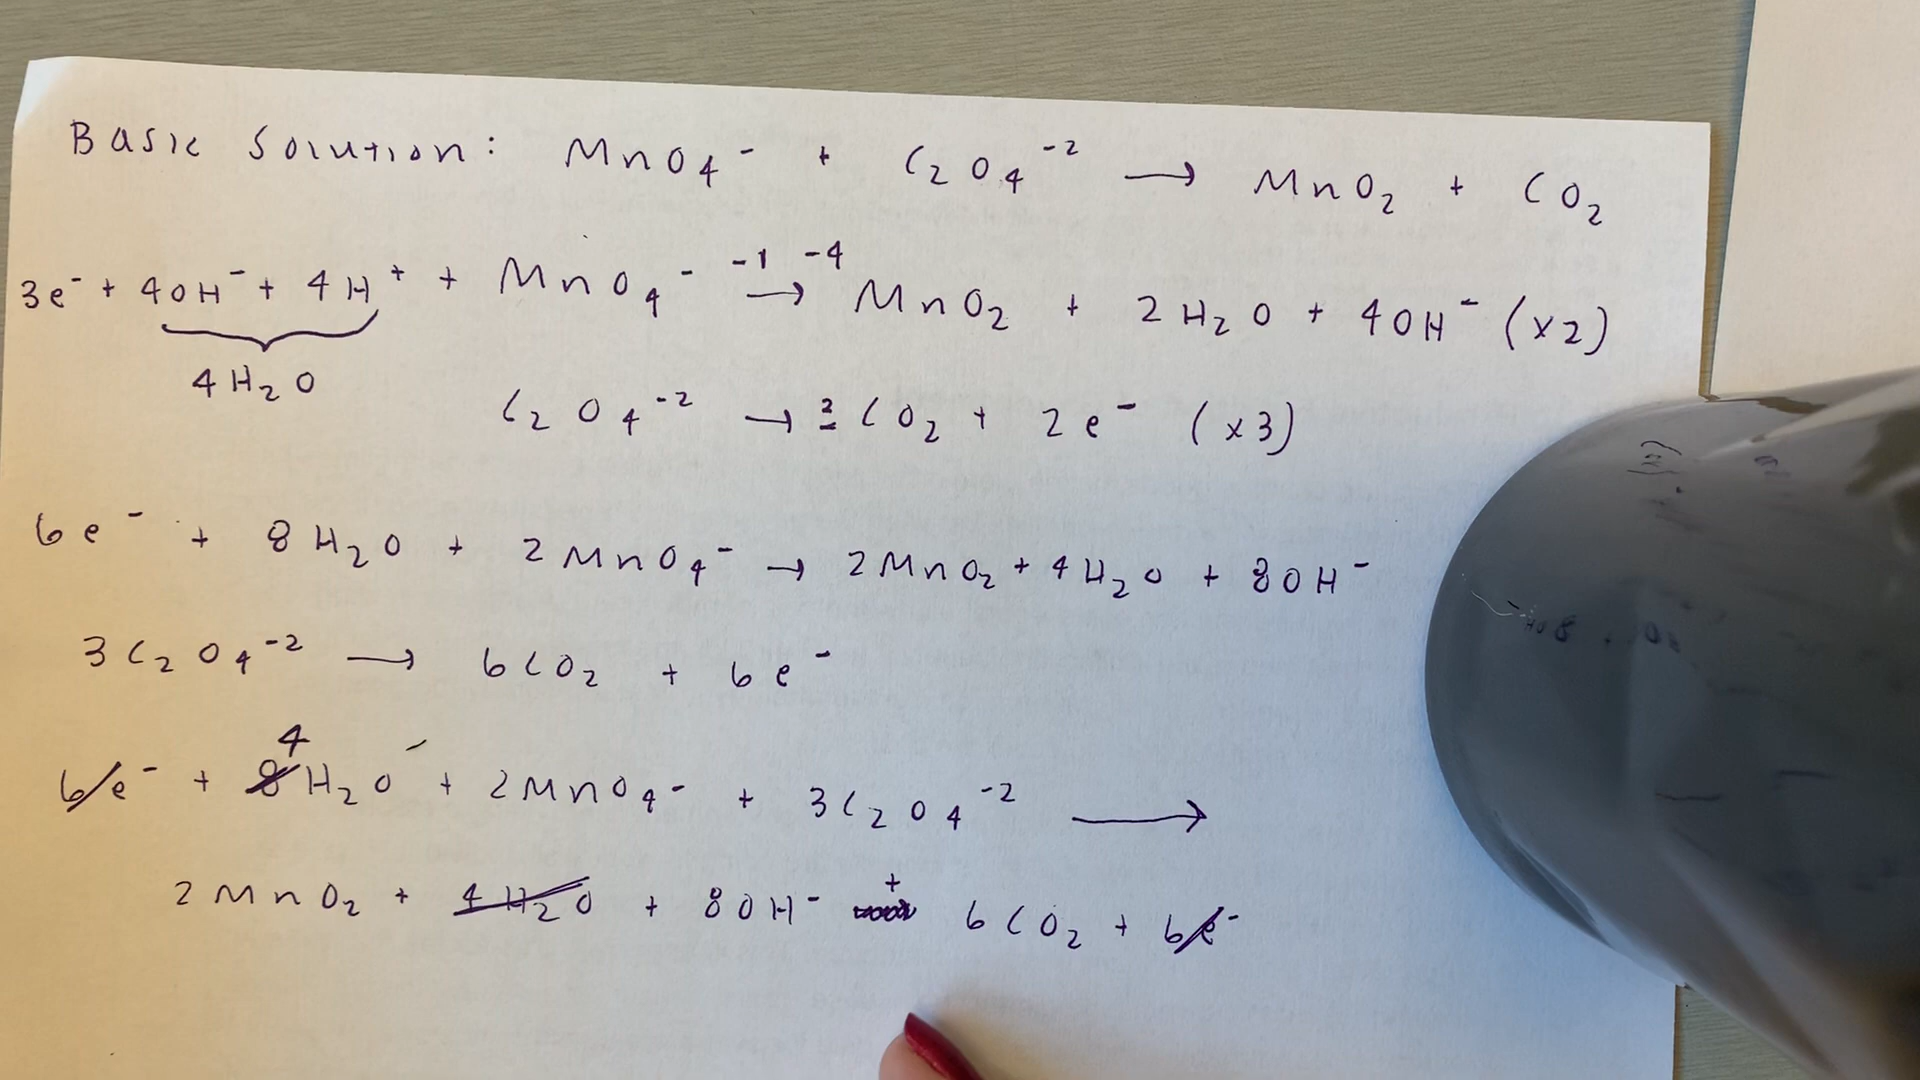 Basic Solution: MnO₄⁻ + C₂O₄⁻² → MnO₂ + CO₂
-1 -4
3e⁻ + 4OH⁻ + 4H⁺ + MnO₄⁻ → MnO₂ + 2H₂O + 4OH⁻ (x2)
4H₂O
C₂O₄⁻² → 2CO₂ + 2e⁻ (x3)
6e⁻ + 8H₂O + 2MnO₄⁻ → 2MnO₂ + 4H₂O + 8OH⁻
3C₂O₄⁻² → 6CO₂ + 6e⁻
4
6e⁻ + 8H₂O + 2MnO₄⁻ + 3C₂O₄⁻² →
2MnO₂ + 4H₂O + 8OH⁻ + 6CO₂ + 6e⁻